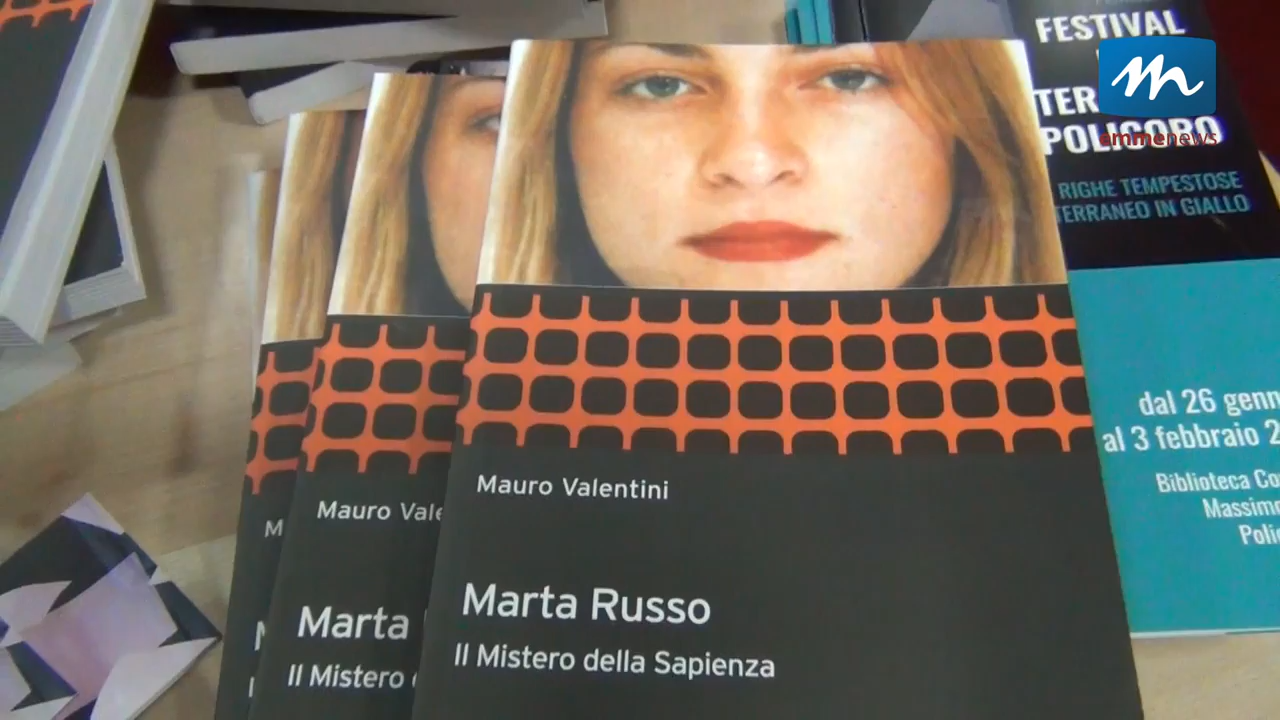 FESTIVAL
POLICORO
emmenews
RIGHE TEMPESTOSE
TERRANEO IN GIALLO
dal 26 genn
al 3 febbraio 2
Biblioteca Co
Massimo
Polic
Mauro Valentini
Marta Russo
Il Mistero della Sapienza
Mauro Vale
Marta
Il Mistero
M